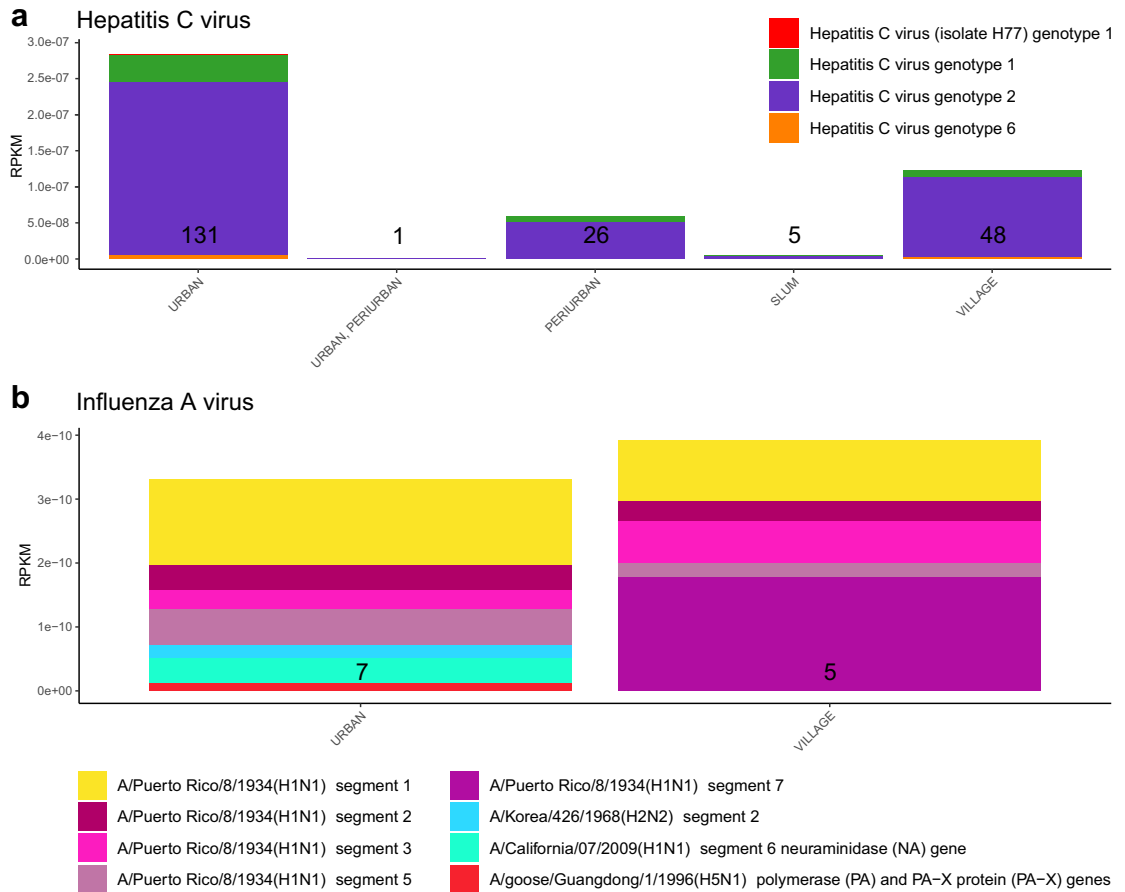 a Hepatitis C virus
Hepatitis C virus (isolate H77) genotype 1
Hepatitis C virus genotype 1
Hepatitis C virus genotype 2
Hepatitis C virus genotype 6
RPKM
3.0e-07
2.5e-07
2.0e-07
1.5e-07
1.0e-07
5.0e-08
0.0e+00
131 1 26 5 48
URBAN
URBAN, PERIURBAN
PERIURBAN
SLUM
VILLAGE
b Influenza A virus
RPKM
4e−10
3e−10
2e−10
1e−10
0e+00
7 5
URBAN
VILLAGE
A/Puerto Rico/8/1934(H1N1) segment 1
A/Puerto Rico/8/1934(H1N1) segment 2
A/Puerto Rico/8/1934(H1N1) segment 3
A/Puerto Rico/8/1934(H1N1) segment 5
A/Puerto Rico/8/1934(H1N1) segment 7
A/Korea/426/1968(H2N2) segment 2
A/California/07/2009(H1N1) segment 6 neuraminidase (NA) gene
A/goose/Guangdong/1/1996(H5N1) polymerase (PA) and PA−X protein (PA−X) genes